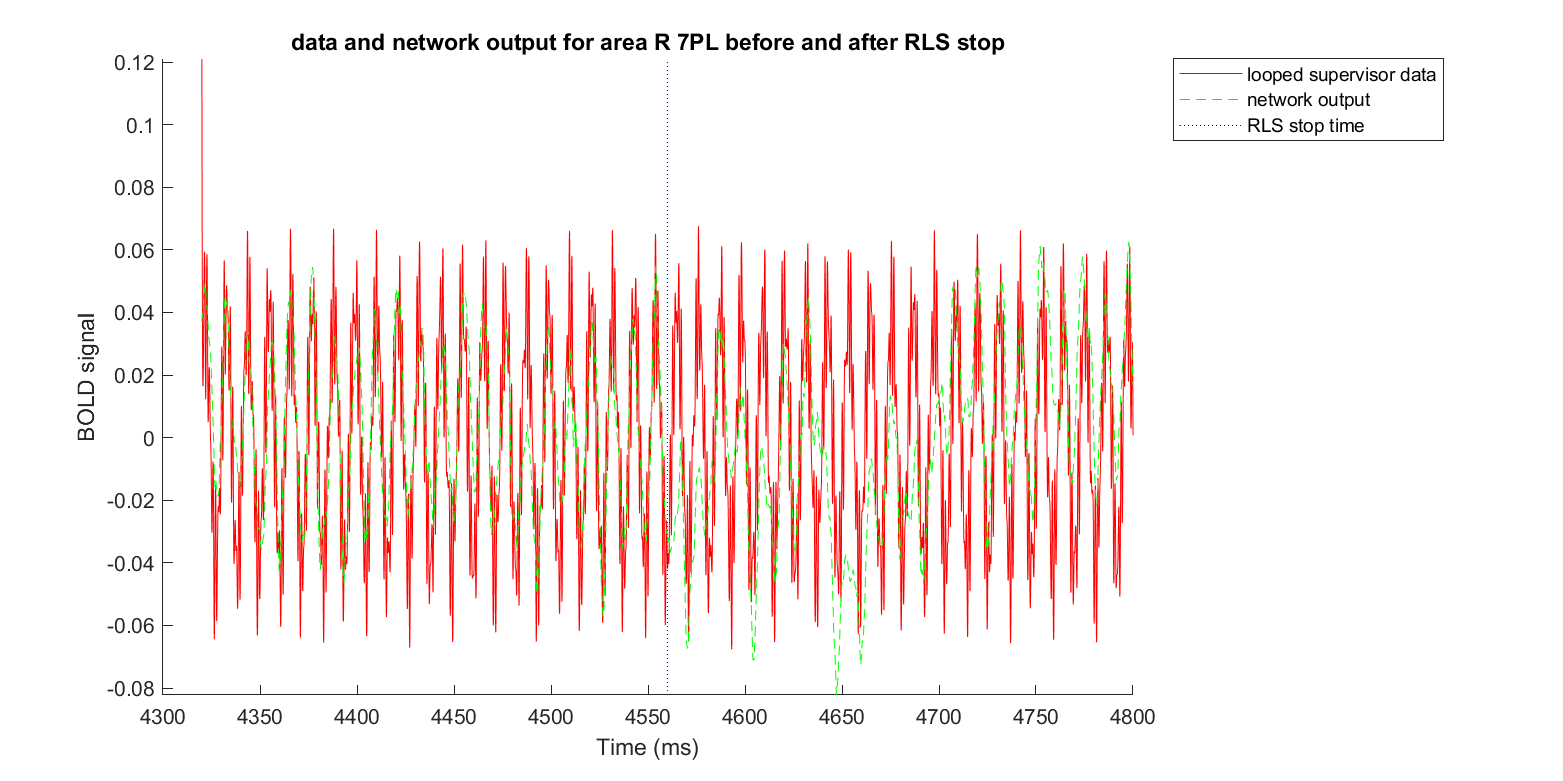 data and network output for area R 7PL before and after RLS stop
looped supervisor data
network output
RLS stop time
BOLD signal
0.12
0.1
0.08
0.06
0.04
0.02
0
-0.02
-0.04
-0.06
-0.08
4300 4350 4400 4450 4500 4550 4600 4650 4700 4750 4800
Time (ms)